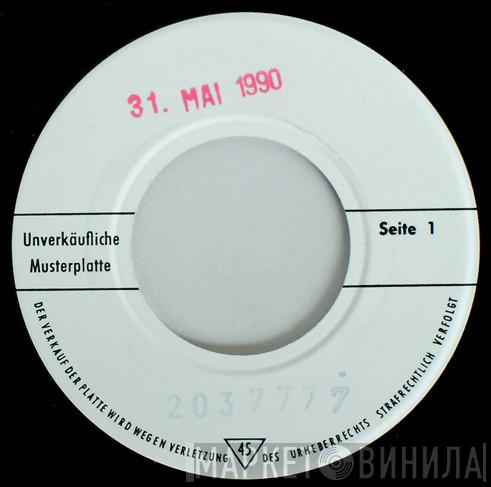 31. MAI 1990
Unverkäufliche
Musterplatte
Seite 1
2037777
DER VERKAUF DER PLATTE WIRD WEGEN VERLETZUNG DES URHEBERRECHTS STRAFRECHTLICH VERFOLGT
45
МАРКЕТ ВИНИЛА